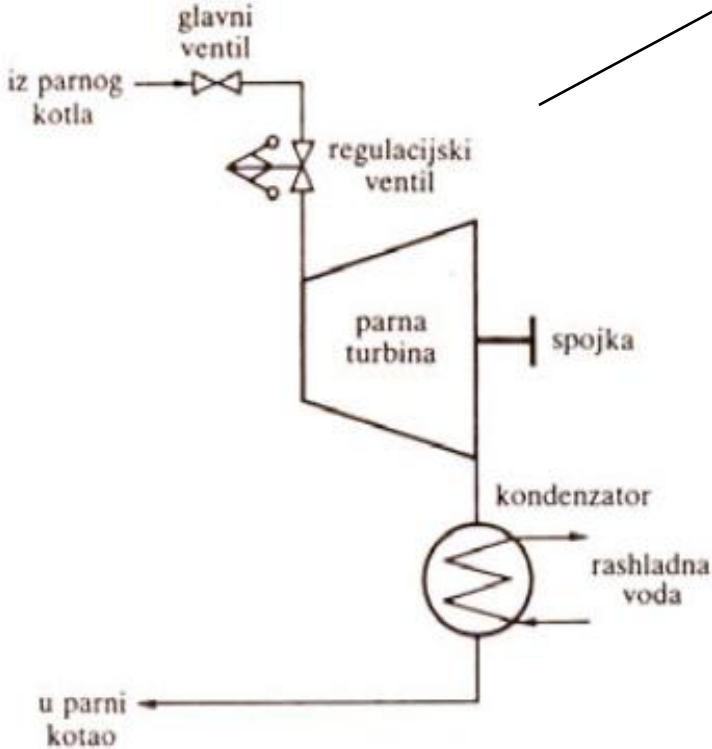 glavni
ventil
iz parnog
kotla
regulacijski
ventil
parna
turbina
spojka
kondenzator
rashladna
voda
u parni
kotao